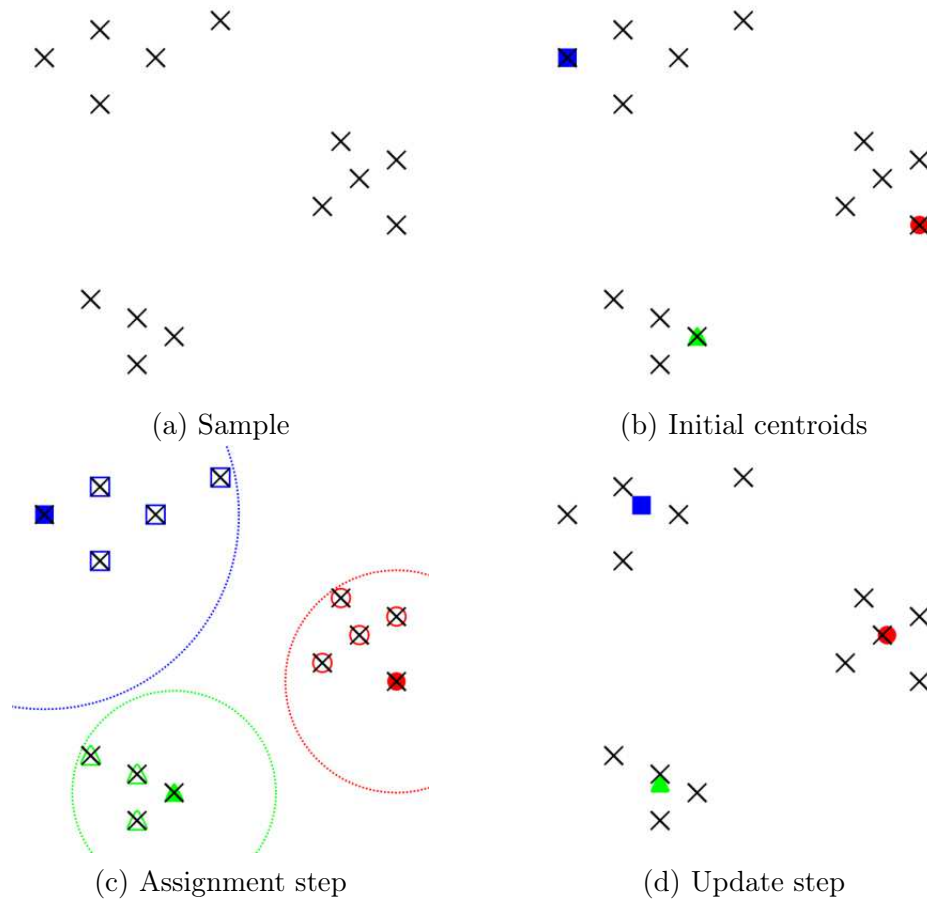 (a) Sample
(b) Initial centroids
(c) Assignment step
(d) Update step